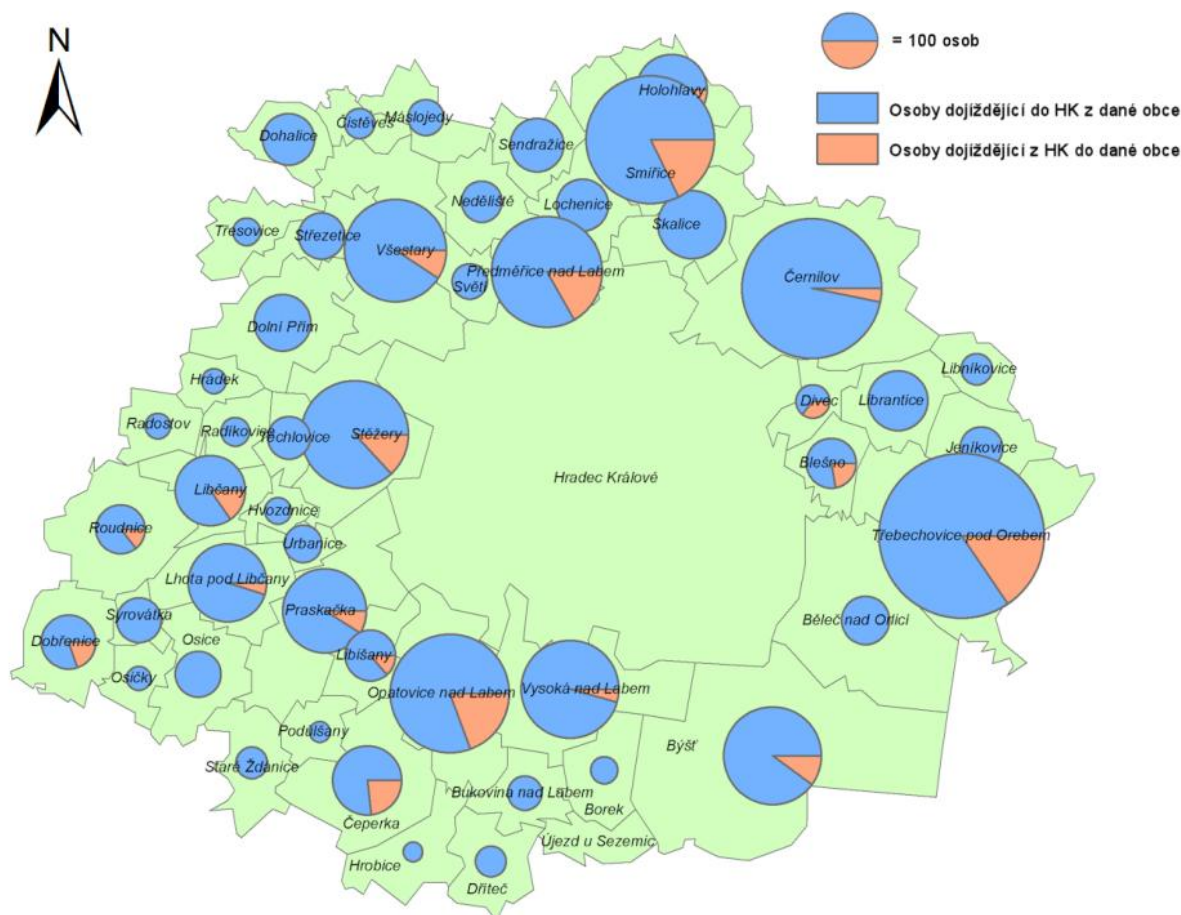 N
= 100 osob
Osoby dojíždějící do HK z dané obce
Osoby dojíždějící z HK do dané obce
Holohlavy
Máslojedy
Čistěves
Dohalice
Sendražice
Smiřice
Neděliště
Lochenice
Skalice
Třesovice
Střezetice
Všestary
Předměřice nad Labem
Světí
Černilov
Dolní Přím
Libníkovice
Hrádek
Divec
Librantice
Radostov
Radíkovice
Těchlovice
Stěžery
Jeníkovice
Blešno
Hradec Králové
Libčany
Hvozdnice
Roudnice
Urbanice
Třebechovice pod Orebem
Lhota pod Libčany
Praskačka
Syrovátka
Běleč nad Orlicí
Dobřenice
Osice
Libišany
Osičky
Opatovice nad Labem
Vysoká nad Labem
Podůlšany
Býšť
Staré Ždánice
Bukovina nad Labem
Borek
Čeperka
Újezd u Sezemic
Hrobice
Dříteč